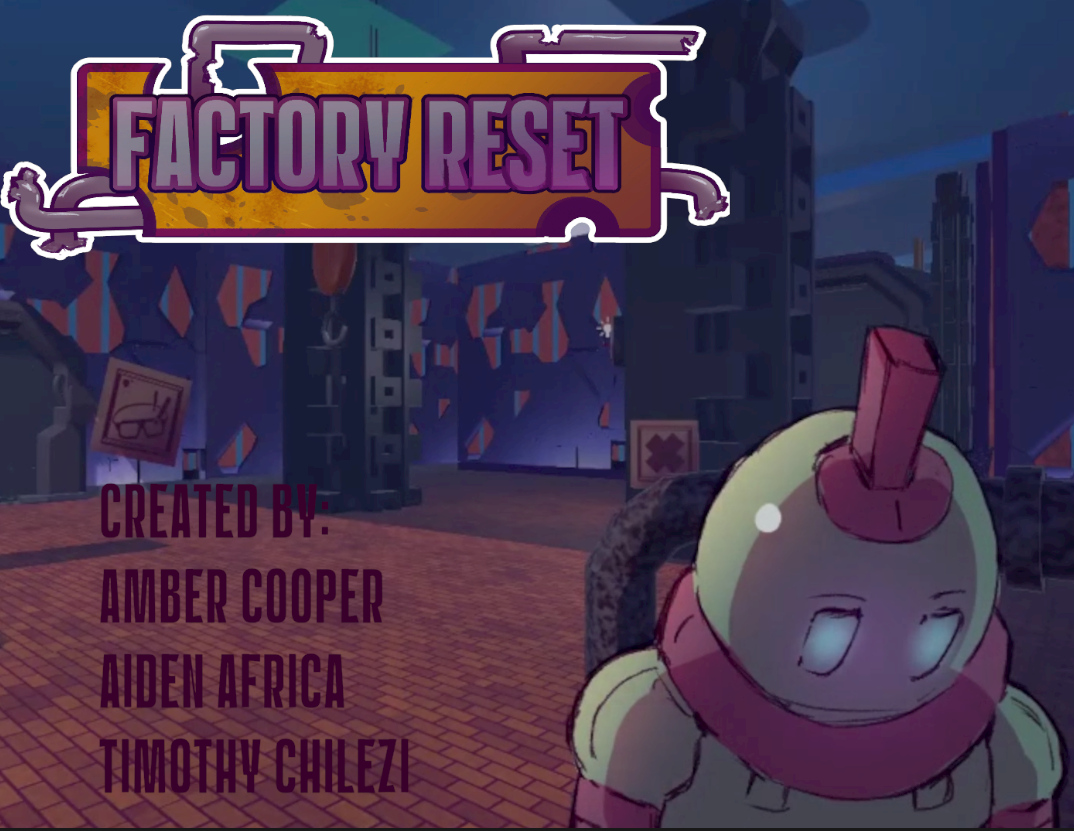 FACTORY RESET
CREATED BY:
AMBER COOPER
AIDEN AFRICA
TIMOTHY CHILEZI